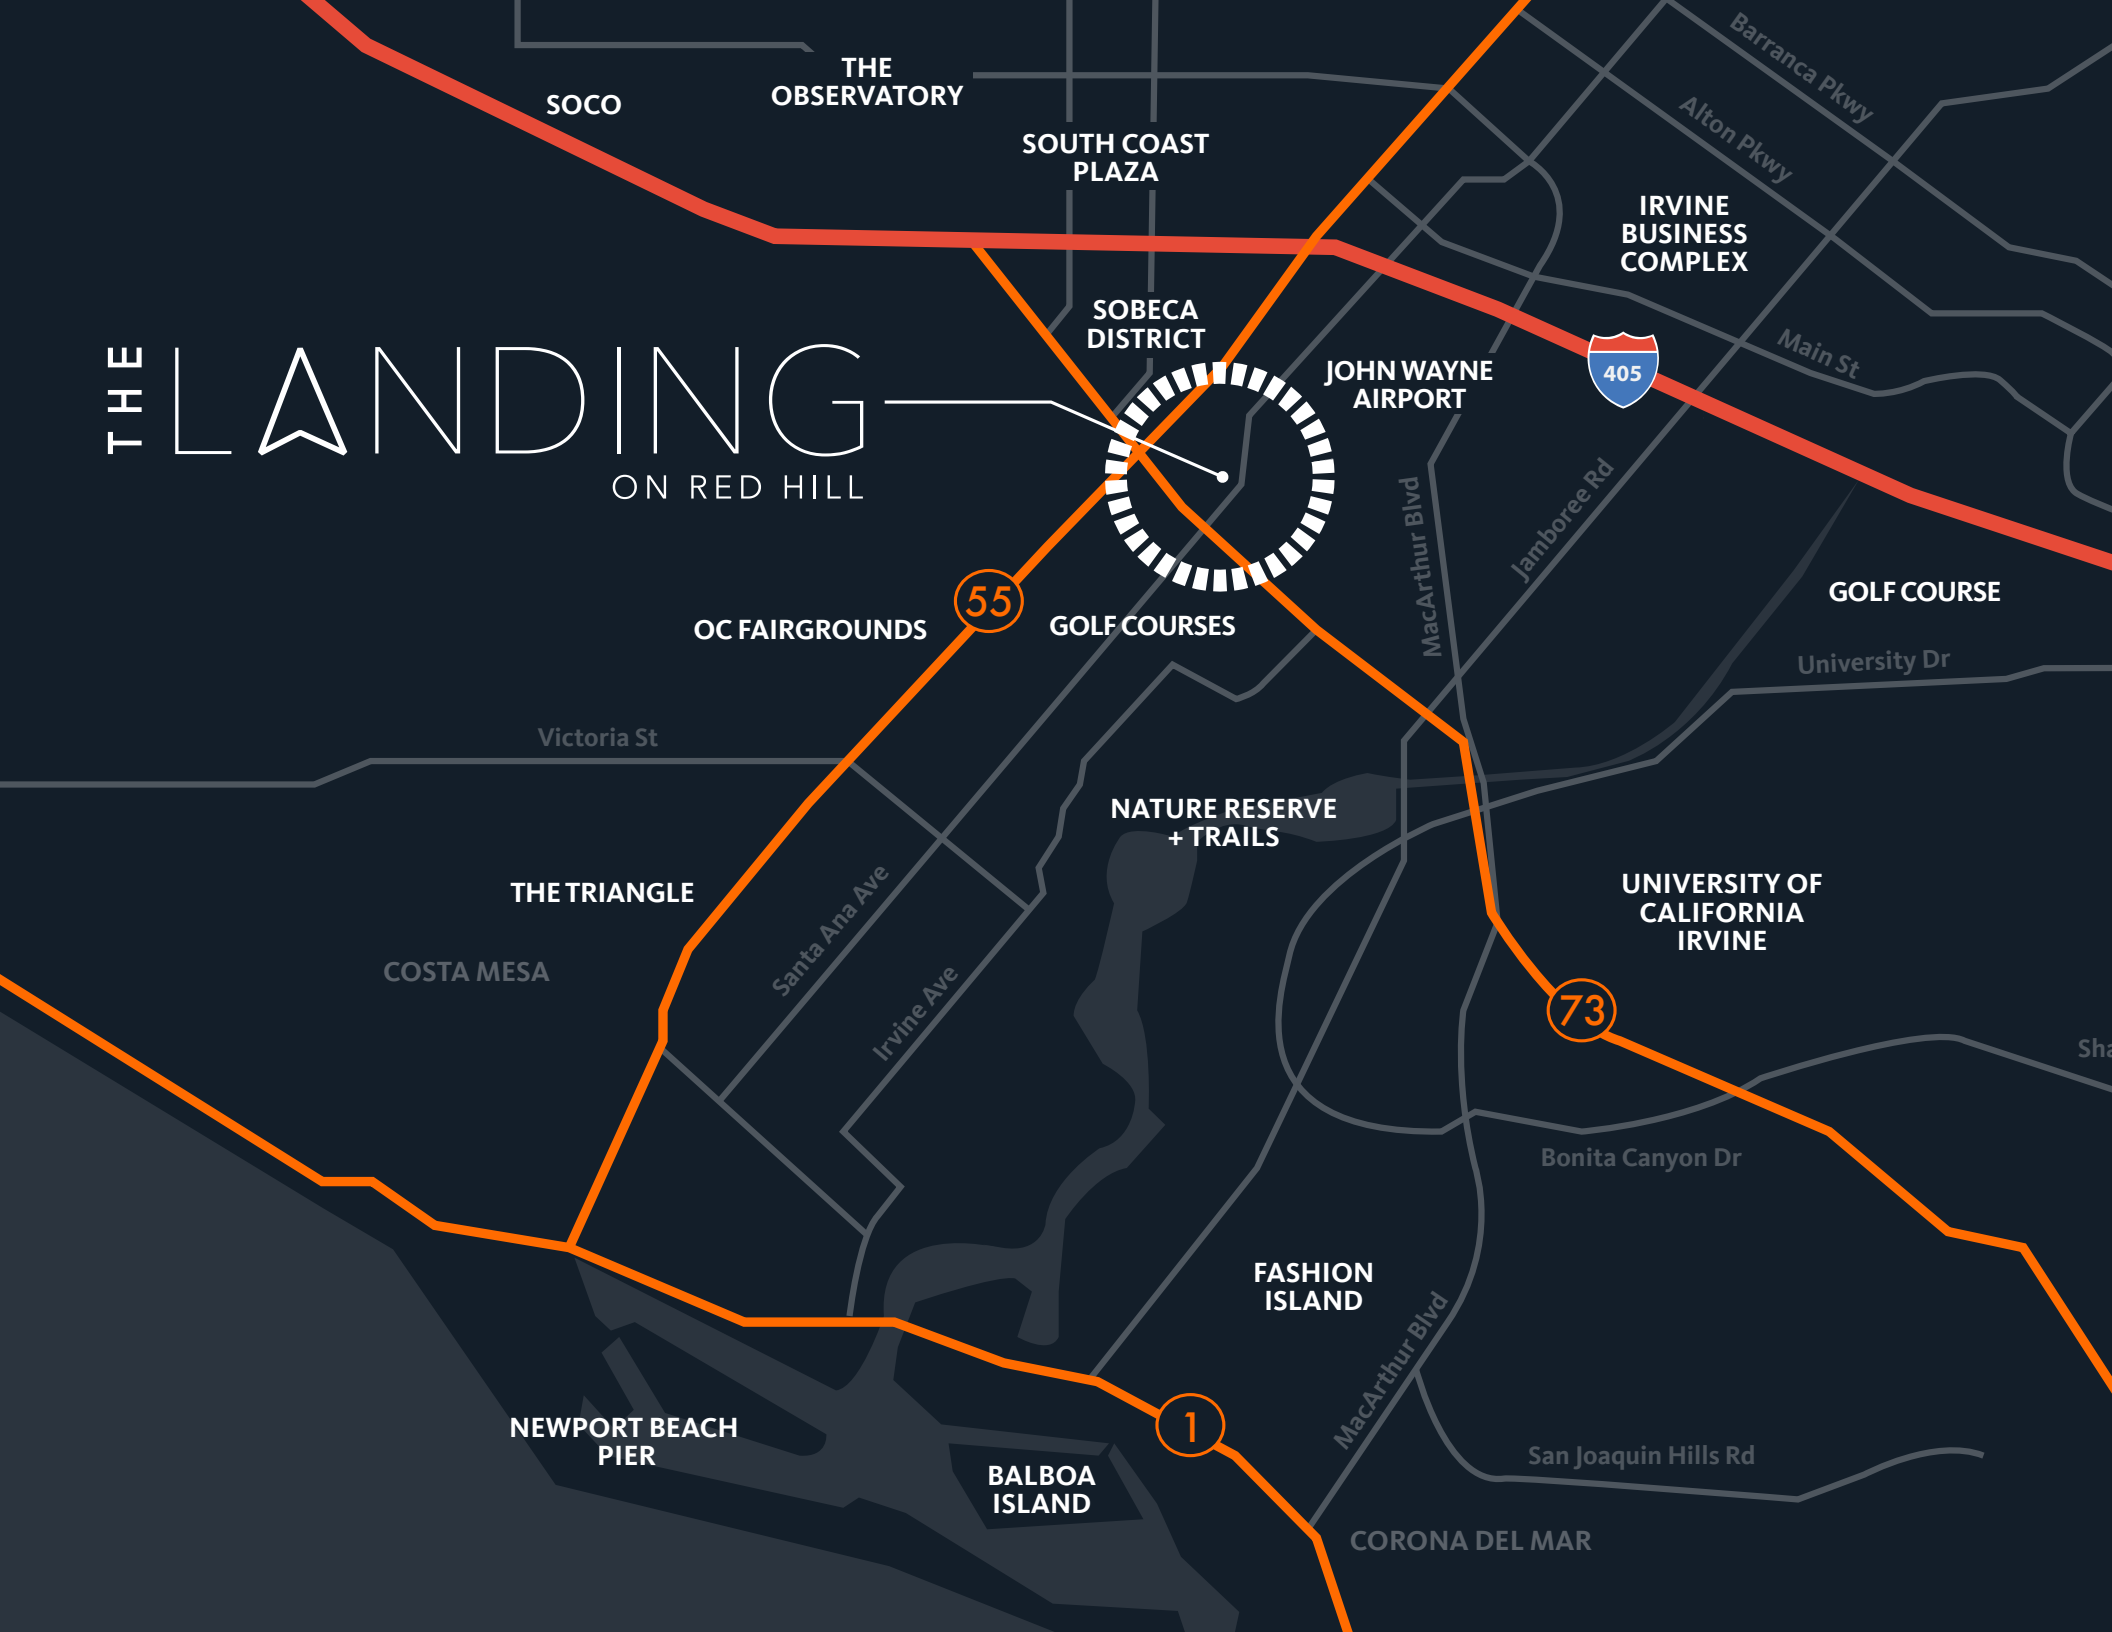 Barranca Pkwy
THE
OBSERVATORY
SOCO
Alton Pkwy
SOUTH COAST
PLAZA
IRVINE
BUSINESS
COMPLEX
SOBECA
DISTRICT
THE
LANDING
ON RED HILL
JOHN WAYNE
AIRPORT
405
Main St
MacArthur Blvd
Jamboree Rd
55
GOLF COURSE
OC FAIRGROUNDS
GOLF COURSES
University Dr
Victoria St
NATURE RESERVE
+ TRAILS
THE TRIANGLE
UNIVERSITY OF
CALIFORNIA
IRVINE
COSTA MESA
Santa Ana Ave
Irvine Ave
73
Sha
Bonita Canyon Dr
FASHION
ISLAND
MacArthur Blvd
NEWPORT BEACH
PIER
1
San Joaquin Hills Rd
BALBOA
ISLAND
CORONA DEL MAR